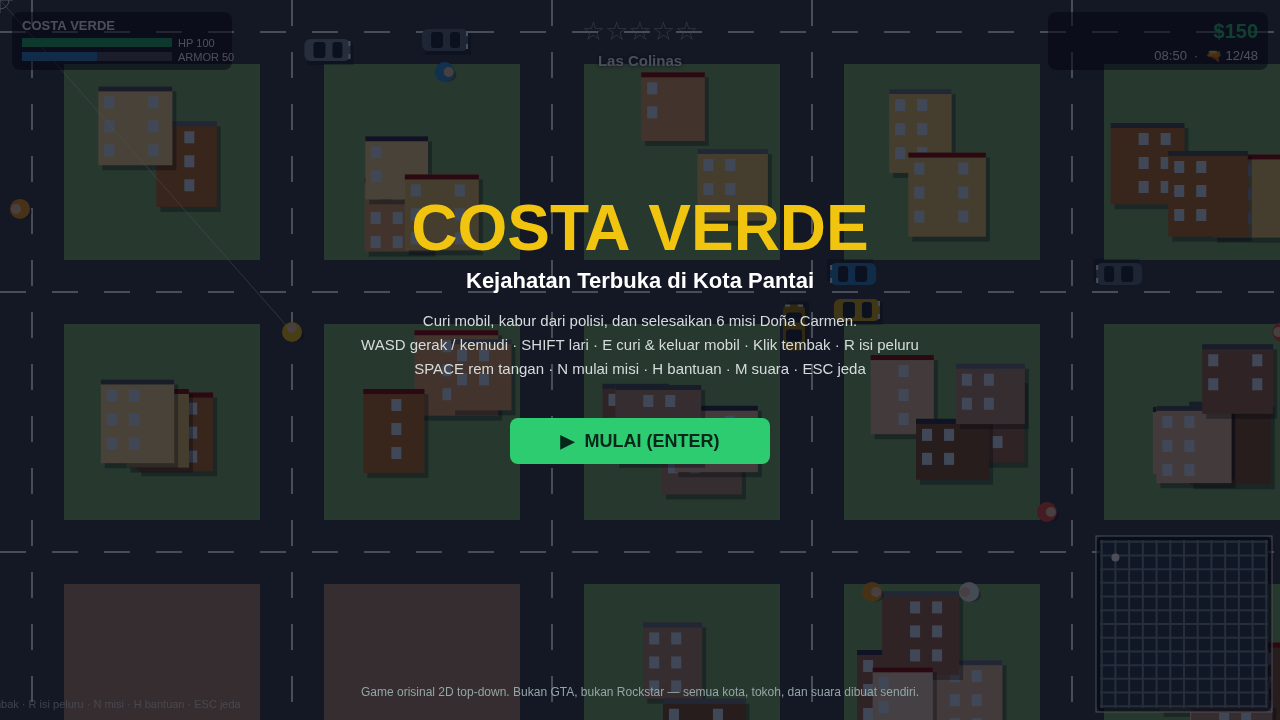 COSTA VERDE
HP 100
ARMOR 50
☆☆☆☆☆
Las Colinas
$150
08:50 · 🔫 12/48
COSTA VERDE
Kejahatan Terbuka di Kota Pantai
Curi mobil, kabur dari polisi, dan selesaikan 6 misi Doña Carmen.
WASD gerak / kemudi · SHIFT lari · E curi & keluar mobil · Klik tembak · R isi peluru
SPACE rem tangan · N mulai misi · H bantuan · M suara · ESC jeda
▶ MULAI (ENTER)
Game orisinal 2D top-down. Bukan GTA, bukan Rockstar — semua kota, tokoh, dan suara dibuat sendiri.
bak · R isi peluru · N misi · H bantuan · ESC jeda